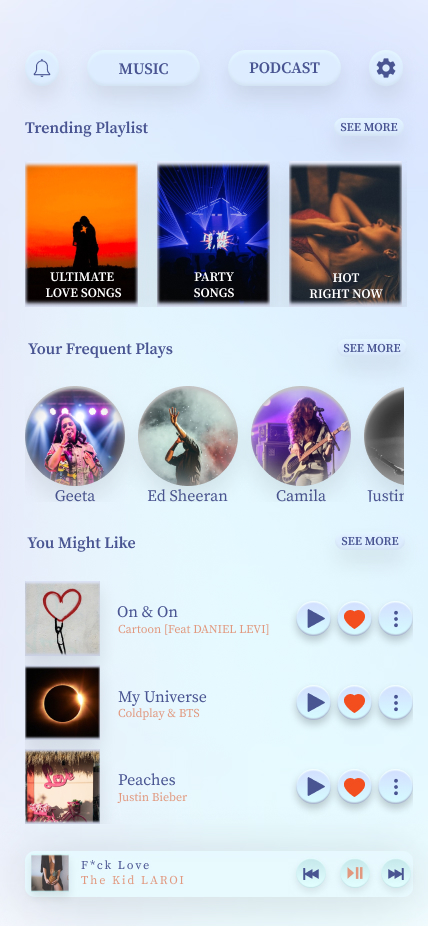 MUSIC
PODCAST
Trending Playlist
SEE MORE
ULTIMATE
LOVE SONGS
PARTY
SONGS
HOT
RIGHT NOW
Your Frequent Plays
SEE MORE
Geeta
Ed Sheeran
Camila
Justin
You Might Like
SEE MORE
On & On
Cartoon [Feat DANIEL LEVI]
My Universe
Coldplay & BTS
Love
Peaches
Justin Bieber
F*ck Love
The Kid LAROI